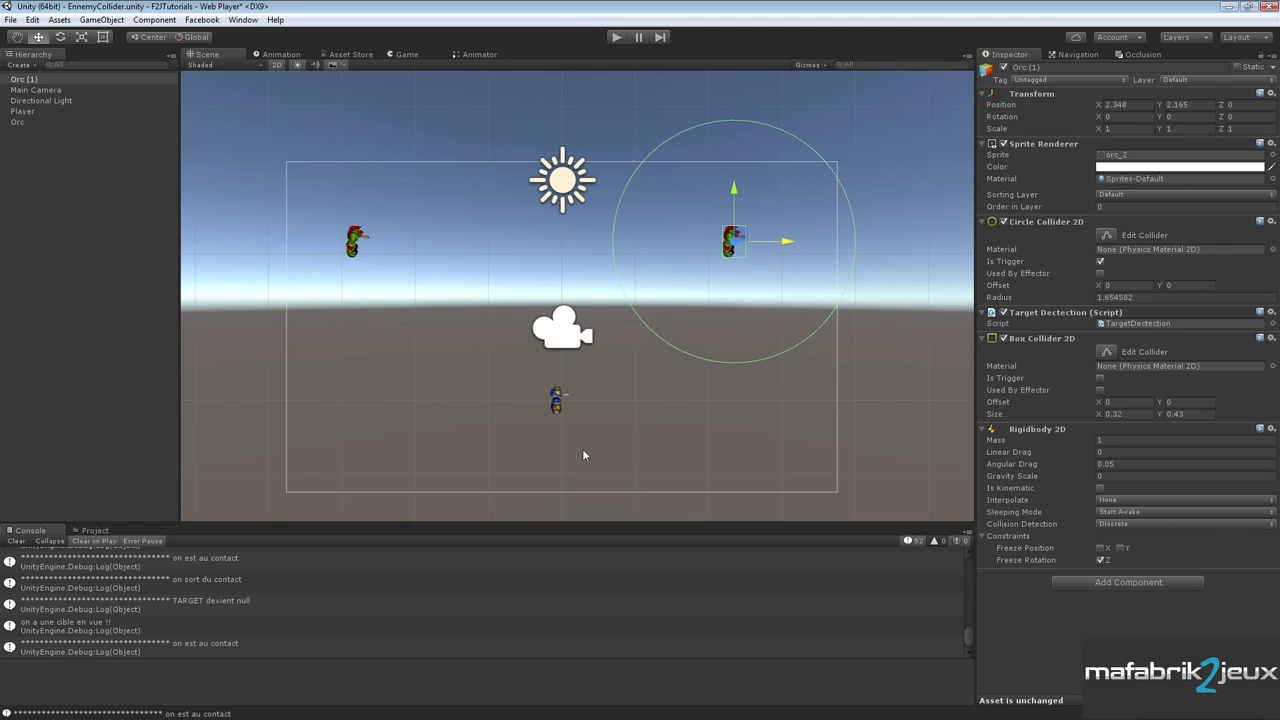 Unity (64bit) - EnnemyCollider.unity - F2JTutorials - Web Player* <DX9>
File Edit Assets GameObject Component Facebook Window Help
Center Global
Account Layers Layout
Hierarchy
Create All
Orc (1)
Main Camera
Directional Light
Player
Orc
Scene Animation Asset Store Game Animator
Shaded 2D Gizmos All
Inspector Navigation Occlusion
Orc (1) Static
Tag Untagged Layer Default
Transform
Position X 2.348 Y 2.165 Z 0
Rotation X 0 Y 0 Z 0
Scale X 1 Y 1 Z 1
Sprite Renderer
Sprite orc_2
Color
Material Sprites-Default
Sorting Layer Default
Order in Layer 0
Circle Collider 2D
Edit Collider
Material None (Physics Material 2D)
Is Trigger
Used By Effector
Offset X 0 Y 0
Radius 1.654582
Target Dectection (Script)
Script TargetDectection
Box Collider 2D
Edit Collider
Material None (Physics Material 2D)
Is Trigger
Used By Effector
Offset X 0 Y 0
Size X 0.32 Y 0.43
Rigidbody 2D
Mass 1
Linear Drag 0
Angular Drag 0.05
Gravity Scale 0
Is Kinematic
Interpolate None
Sleeping Mode Start Awake
Collision Detection Discrete
Constraints
Freeze Position X Y
Freeze Rotation Z
Add Component
Console Project
Clear Collapse Clear on Play Error Pause 52 0 0
UnityEngine.Debug:Log(Object)
******************************** on est au contact
UnityEngine.Debug:Log(Object)
******************************** on sort du contact
UnityEngine.Debug:Log(Object)
******************************** TARGET devient null
UnityEngine.Debug:Log(Object)
on a une cible en vue !!
UnityEngine.Debug:Log(Object)
******************************** on est au contact
UnityEngine.Debug:Log(Object)
mafabrik2jeux
Asset is unchanged
******************************** on est au contact